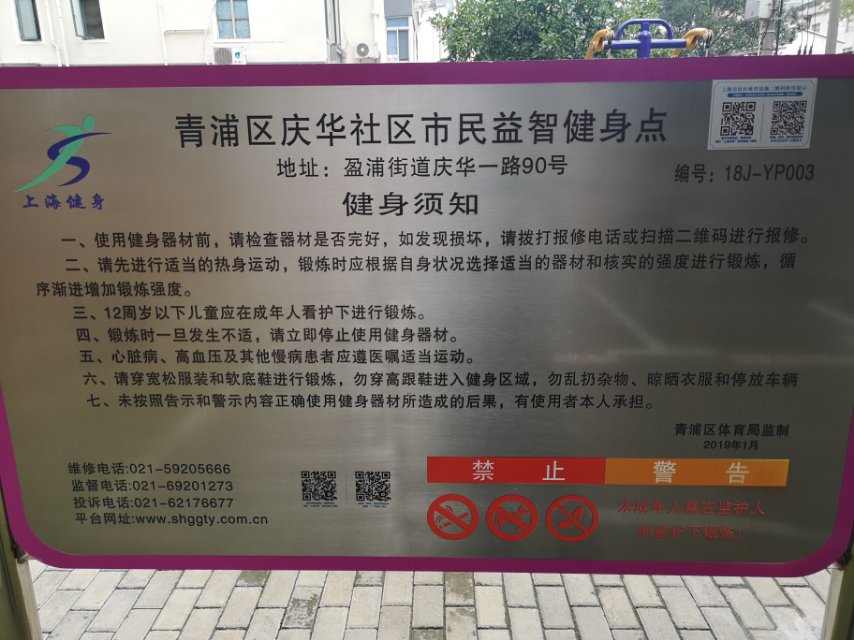 青浦区庆华社区市民益智健身点
地址：盈浦街道庆华一路90号
编号：18J-YP003
上海健身
健身须知
一、使用健身器材前，请检查器材是否完好，如发现损坏，请拨打报修电话或扫描二维码进行报修。
二、请先进行适当的热身运动，锻炼时应根据自身状况选择适当的器材和核实的强度进行锻炼，循
序渐进增加锻炼强度。
三、12周岁以下儿童应在成年人看护下进行锻炼。
四、锻炼时一旦发生不适，请立即停止使用健身器材。
五、心脏病、高血压及其他慢病患者应遵医嘱适当运动。
六、请穿宽松服装和软底鞋进行锻炼，勿穿高跟鞋进入健身区域，勿乱扔杂物、晾晒衣服和停放车辆
七、未按照告示和警示内容正确使用健身器材所造成的后果，有使用者本人承担。
青浦区体育局监制
2019年1月
维修电话:021-59205666
监督电话:021-69201273
投诉电话:021-62176677
平台网址:www.shggty.com.cn
禁 止
警 告
未成年人需在监护人
的监护下锻炼！